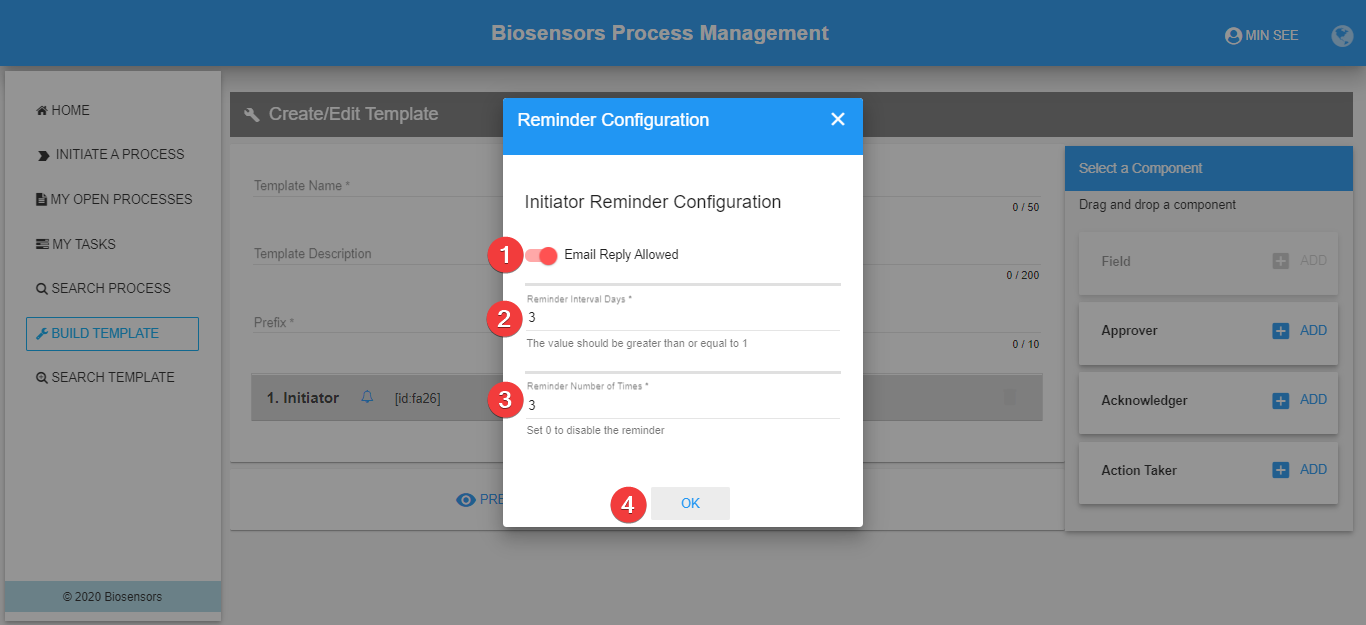 Biosensors Process Management
MIN SEE
HOME
INITIATE A PROCESS
MY OPEN PROCESSES
MY TASKS
SEARCH PROCESS
BUILD TEMPLATE
SEARCH TEMPLATE
© 2020 Biosensors
Create/Edit Template
Template Name *
0 / 50
Template Description
0 / 200
Prefix *
0 / 10
1. Initiator [id:fa26]
PRE
Reminder Configuration
Initiator Reminder Configuration
1 Email Reply Allowed
Reminder Interval Days *
2 3
The value should be greater than or equal to 1
Reminder Number of Times *
3 3
Set 0 to disable the reminder
4 OK
Select a Component
Drag and drop a component
Field ADD
Approver ADD
Acknowledger ADD
Action Taker ADD